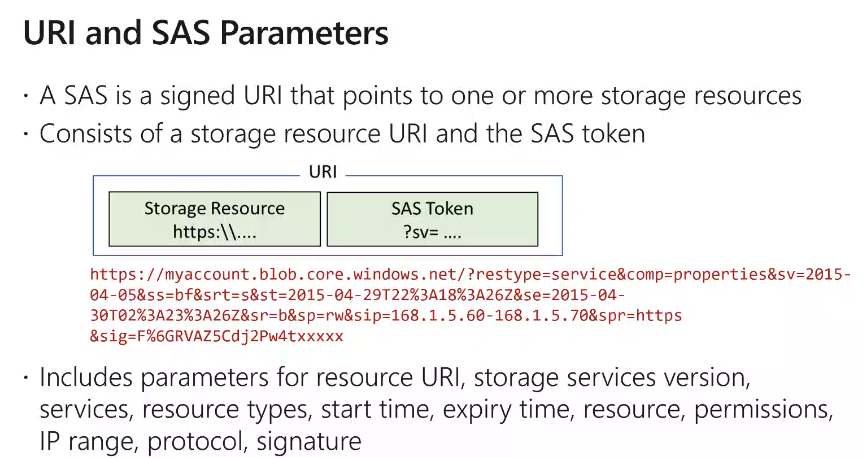 URI and SAS Parameters
· A SAS is a signed URI that points to one or more storage resources
· Consists of a storage resource URI and the SAS token
URI
Storage Resource
https:\\....
SAS Token
?sv= ....
https://myaccount.blob.core.windows.net/?restype=service&comp=properties&sv=2015-
04-05&ss=bf&srt=s&st=2015-04-29T22%3A18%3A26Z&se=2015-04-
30T02%3A23%3A26Z&sr=b&sp=rw&sip=168.1.5.60-168.1.5.70&spr=https
&sig=F%6GRVAZ5Cdj2Pw4txxxxx
· Includes parameters for resource URI, storage services version,
services, resource types, start time, expiry time, resource, permissions,
IP range, protocol, signature